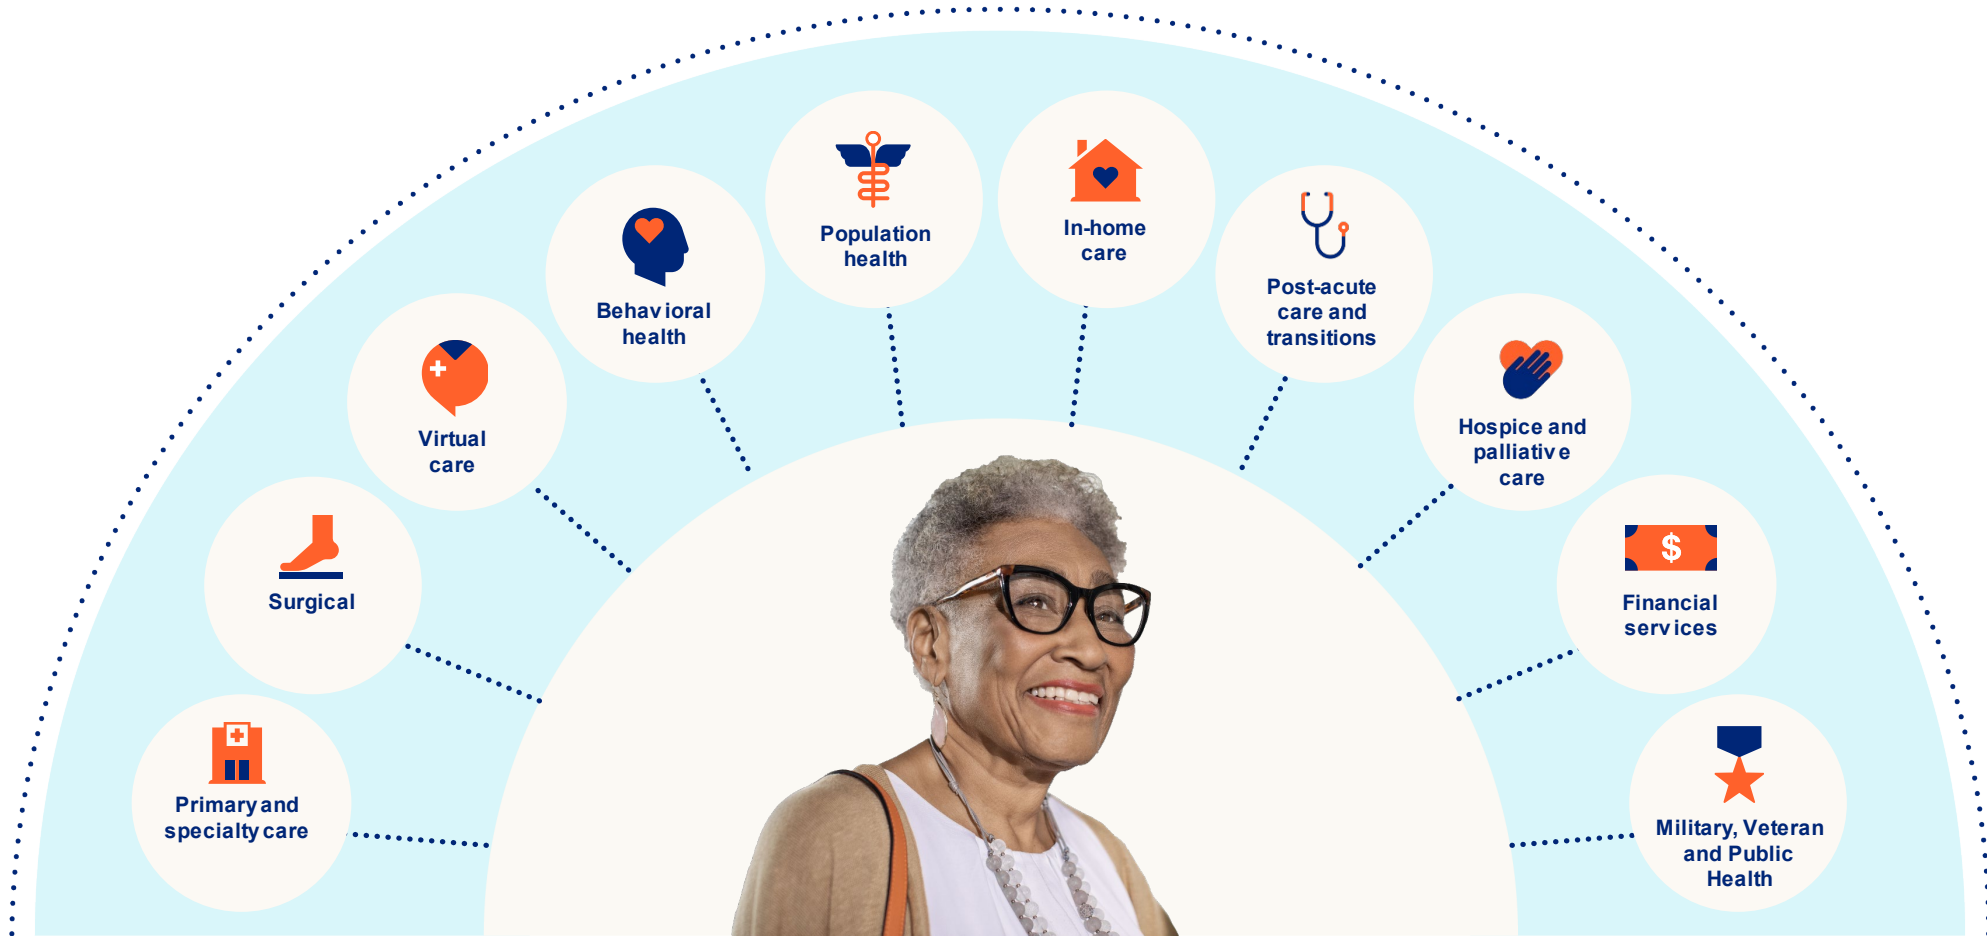 Population
health
In-home
care
Behavioral
health
Post-acute
care and
transitions
Virtual
care
Hospice and
palliative
care
Surgical
$
Financial
services
Primary and
specialty care
Military, Veteran
and Public
Health